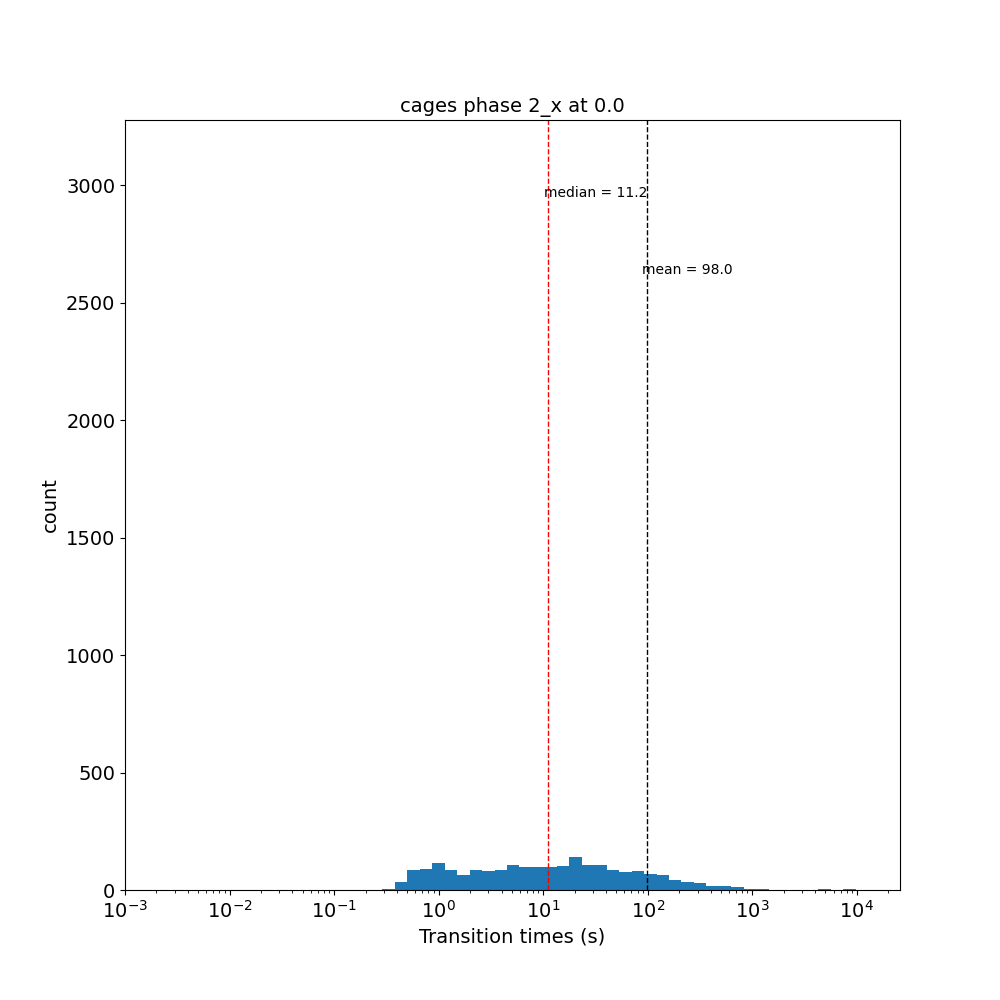 cages phase 2_x at 0.0
3000
median = 11.2
mean = 98.0
2500
2000
count
1500
1000
500
0
10⁻³ 10⁻² 10⁻¹ 10⁰ 10¹ 10² 10³ 10⁴
Transition times (s)